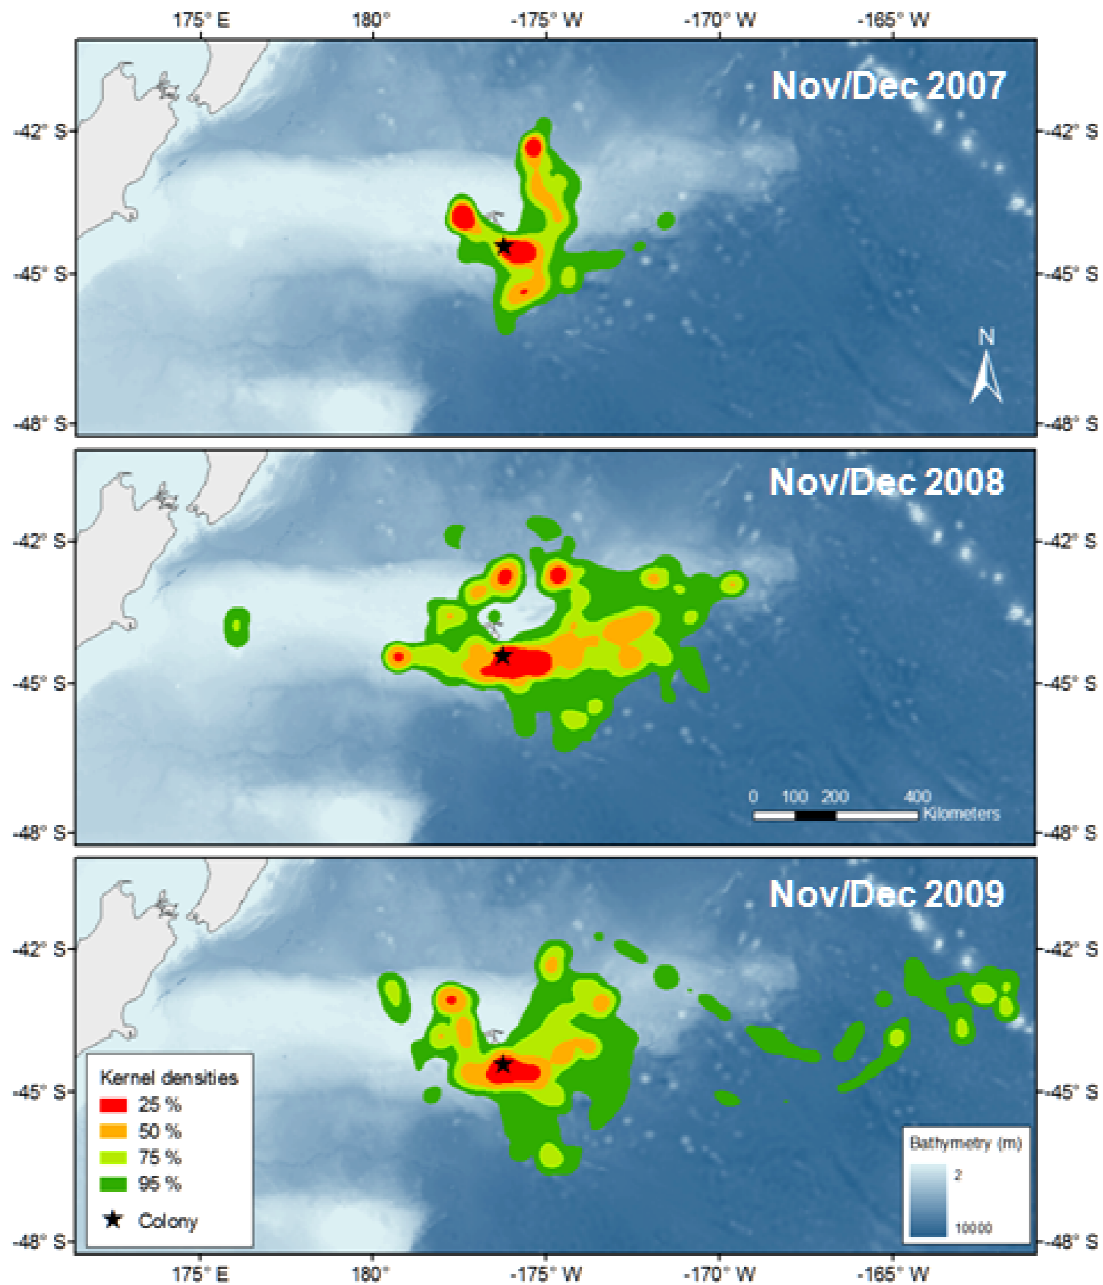 175° E 180° -175° W -170° W -165° W
Nov/Dec 2007
-42° S -42° S
-45° S -45° S
N
-48° S -48° S
Nov/Dec 2008
-42° S -42° S
-45° S -45° S
0 100 200 400
Kilometers
-48° S -48° S
Nov/Dec 2009
-42° S -42° S
Kernel densities
25 %
50 %
75 %
95 %
Colony
-45° S -45° S
Bathymetry (m)
2
10000
-48° S -48° S
175° E 180° -175° W -170° W -165° W